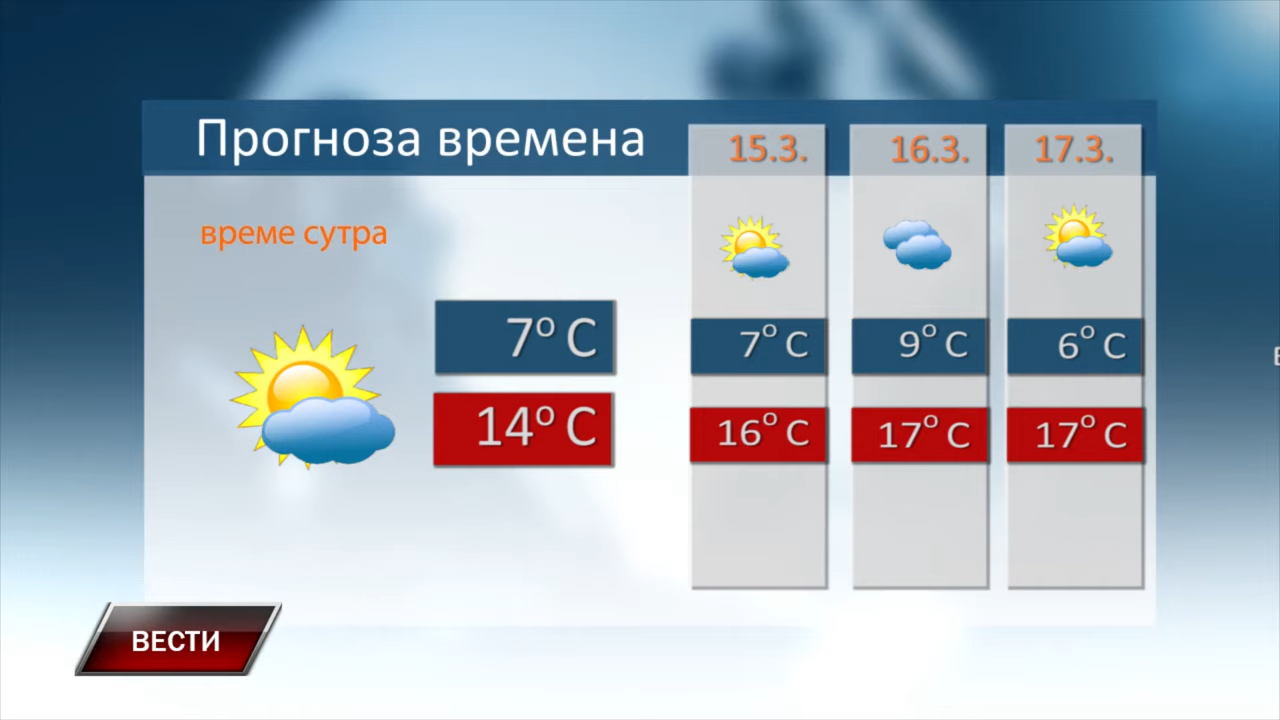 Прогноза времена
време сутра
7º C
14º C
15.3.
16.3.
17.3.
7º C
9º C
6º C
16º C
17º C
17º C
ВЕСТИ